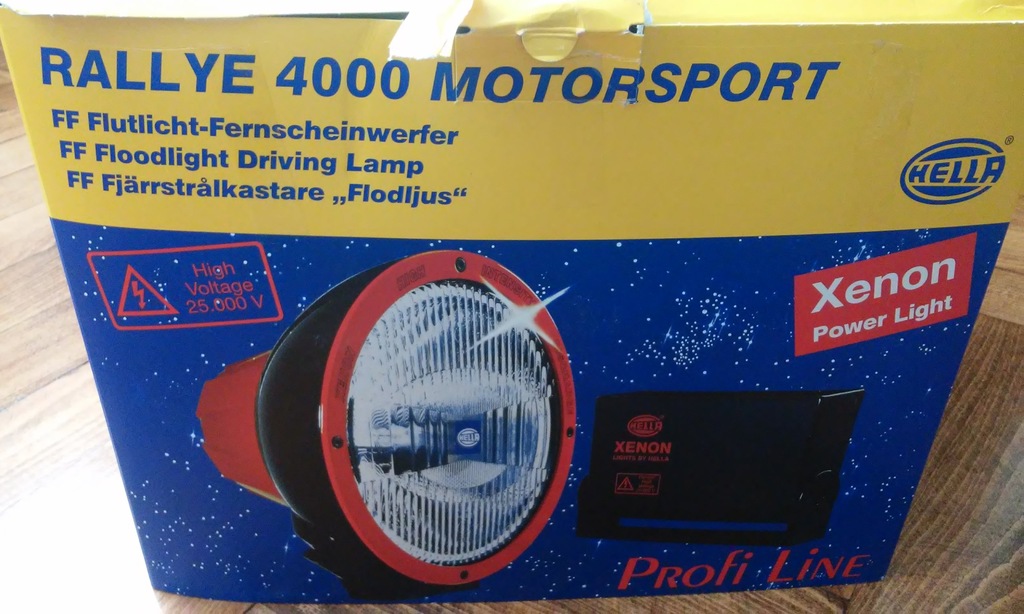 RALLYE 4000 MOTORSPORT
FF Flutlicht-Fernscheinwerfer
FF Floodlight Driving Lamp
FF Fjärrstrålkastare „Flodljus“
HELLA®
High
Voltage
25.000 V
Xenon
Power Light
HELLA
HELLA
XENON
LIGHTS BY HELLA
Profi Line